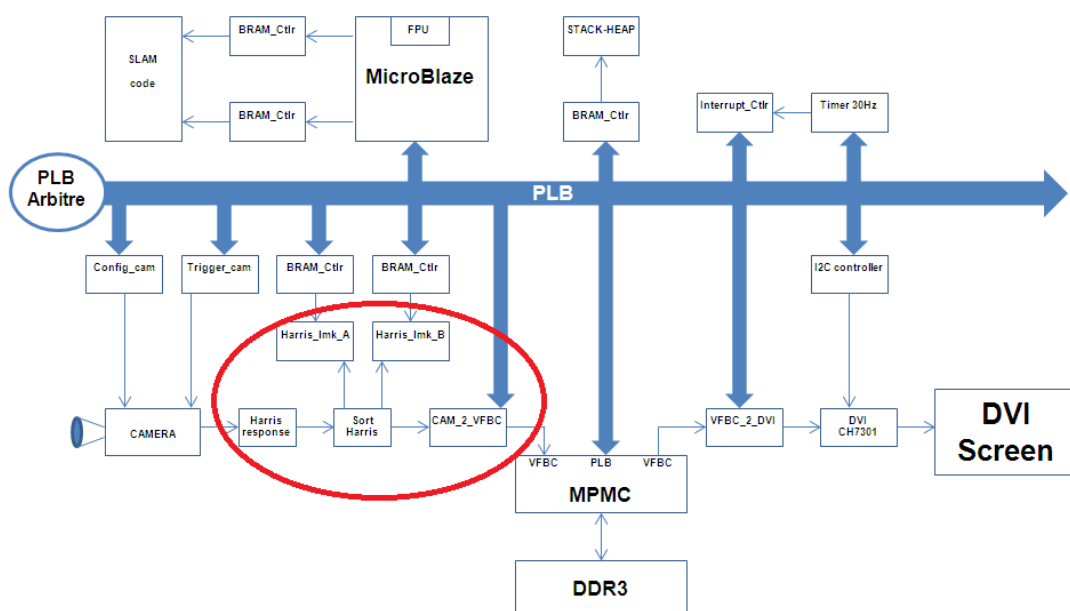 SLAM
code
BRAM_Ctlr
BRAM_Ctlr
FPU
MicroBlaze
STACK-HEAP
BRAM_Ctlr
Interrupt_Ctlr
Timer 30Hz
PLB
Arbitre
PLB
Config_cam
Trigger_cam
BRAM_Ctlr
BRAM_Ctlr
I2C controller
Harris_lmk_A
Harris_lmk_B
CAMERA
Harris
response
Sort
Harris
CAM_2_VFBC
VFBC_2_DVI
DVI
CH7301
DVI
Screen
VFBC
PLB
VFBC
MPMC
DDR3